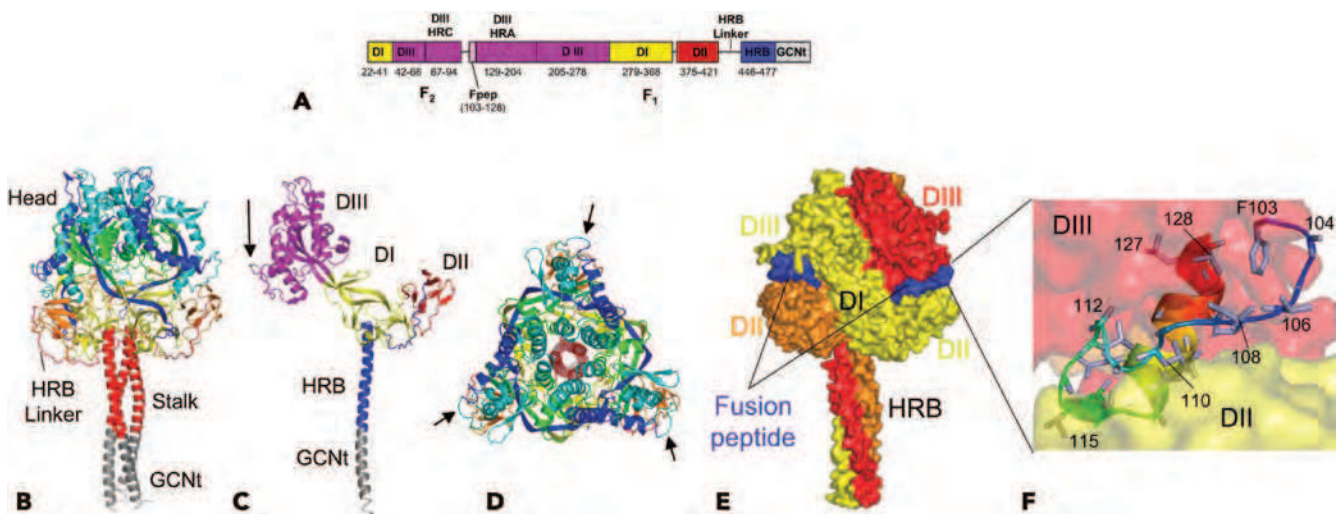 DIII
HRC
DIII
HRA
HRB
Linker
DI
DIII
D III
DI
DII
HRB
GCNt
22-41
42-66
67-94
129-204
205-278
279-368
375-421
446-477
F2
Fpep
(103-128)
F1
A
Head
HRB
Linker
Stalk
GCNt
B
DIII
DI
DII
HRB
GCNt
C
D
DIII
DIII
DI
DII
DII
Fusion
peptide
HRB
E
DIII
128
F103
104
127
112
106
108
110
115
DII
F